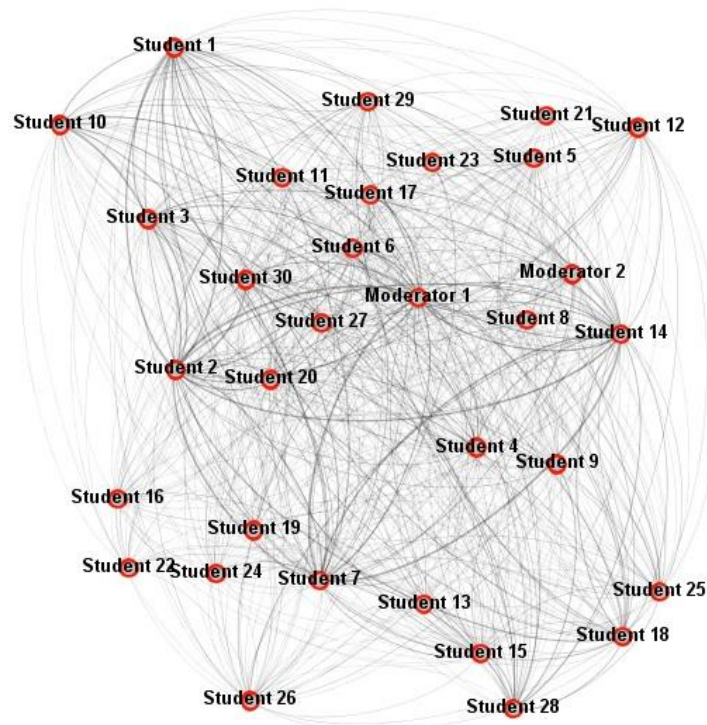 Student 1
Student 29
Student 21
Student 10
Student 12
Student 23
Student 5
Student 11
Student 17
Student 3
Student 6
Student 30
Moderator 2
Moderator 1
Student 27
Student 8
Student 14
Student 2
Student 20
Student 4
Student 9
Student 16
Student 19
Student 22
Student 24
Student 7
Student 25
Student 13
Student 18
Student 15
Student 26
Student 28